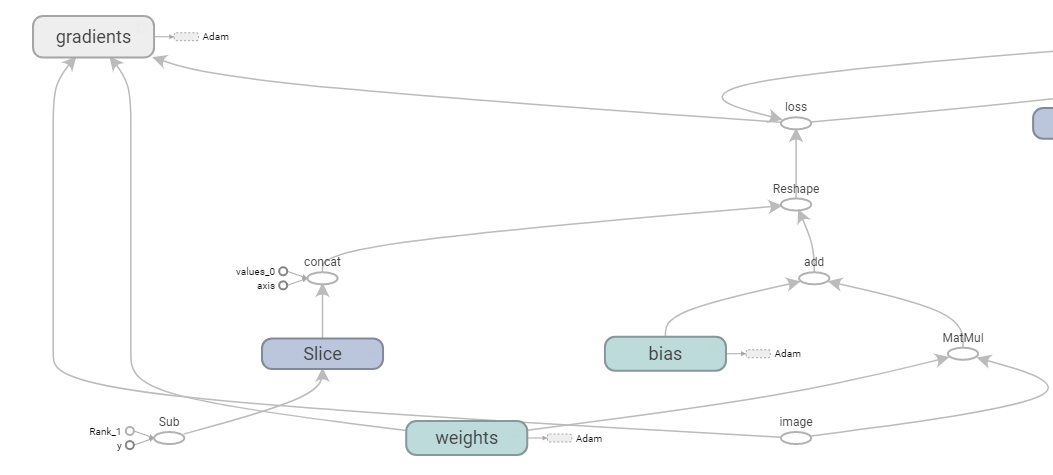 gradients
Adam
loss
Reshape
concat
values_0
axis
add
Slice
bias
Adam
MatMul
Sub
Rank_1
y
weights
Adam
image